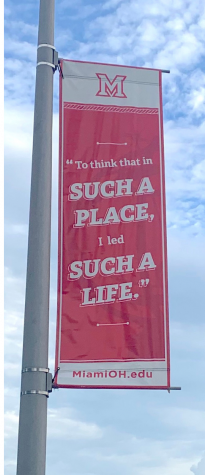 M
“To think that in
SUCH A
PLACE,
I led
SUCH A
LIFE.”
MiamiOH.edu